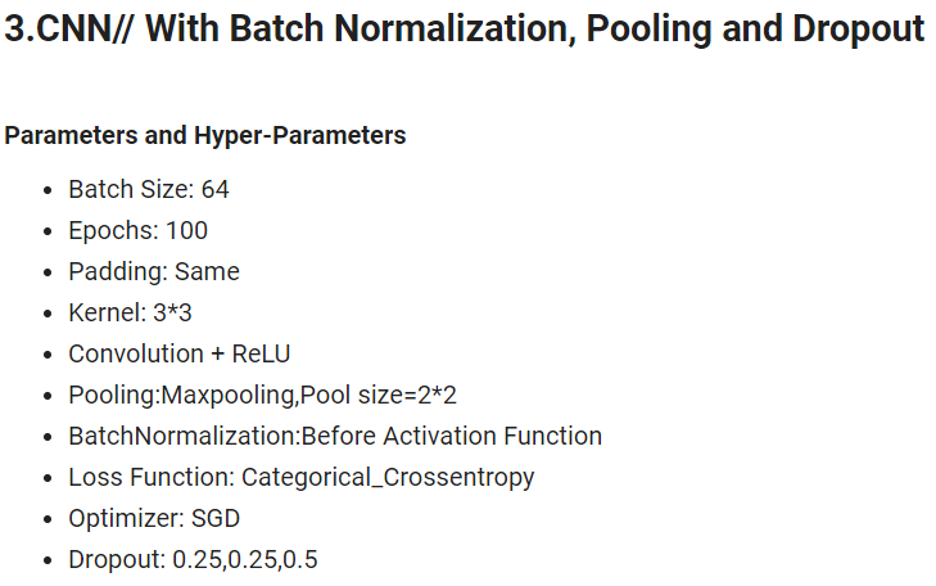 3.CNN// With Batch Normalization, Pooling and Dropout
Parameters and Hyper-Parameters
• Batch Size: 64
• Epochs: 100
• Padding: Same
• Kernel: 3*3
• Convolution + ReLU
• Pooling:Maxpooling,Pool size=2*2
• BatchNormalization:Before Activation Function
• Loss Function: Categorical_Crossentropy
• Optimizer: SGD
• Dropout: 0.25,0.25,0.5